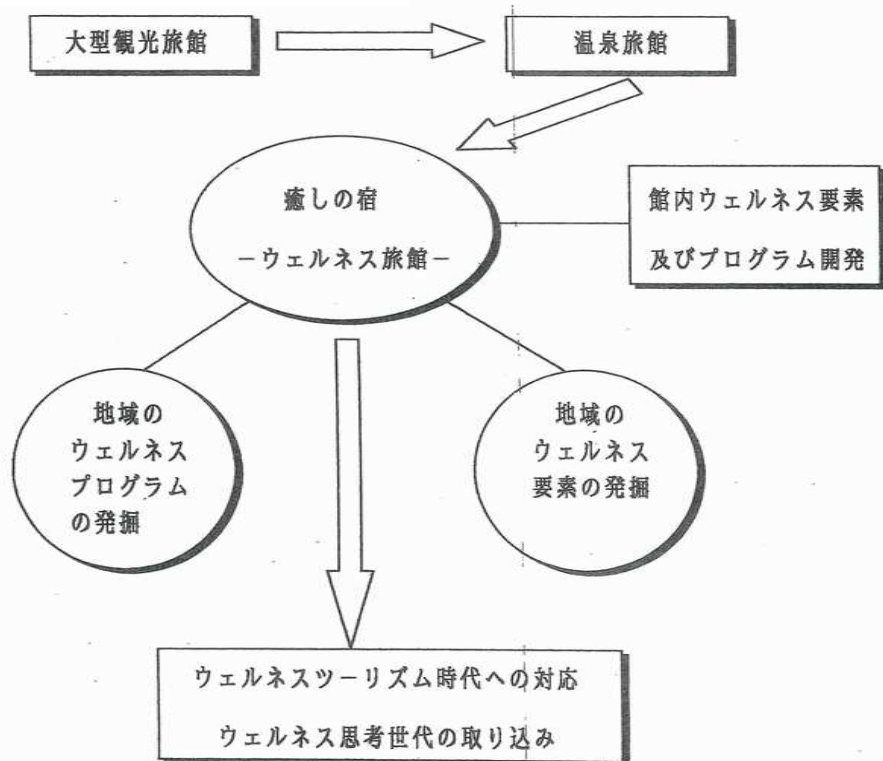 大型観光旅館
温泉旅館
癒しの宿
－ウェルネス旅館－
館内ウェルネス要素
及びプログラム開発
地域の
ウェルネス
プログラム
の発掘
地域の
ウェルネス
要素の発掘
ウェルネスツーリズム時代への対応
ウェルネス思考世代の取り込み